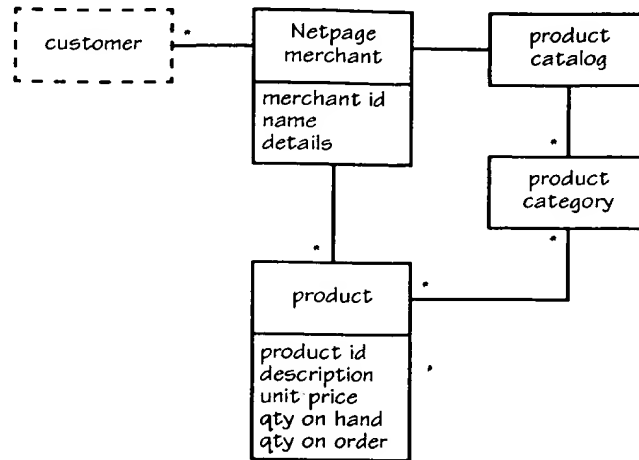 customer
*
Netpage
merchant
merchant id
name
details
product
catalog
*
product
category
*
*
*
product
product id
description
unit price
qty on hand
qty on order